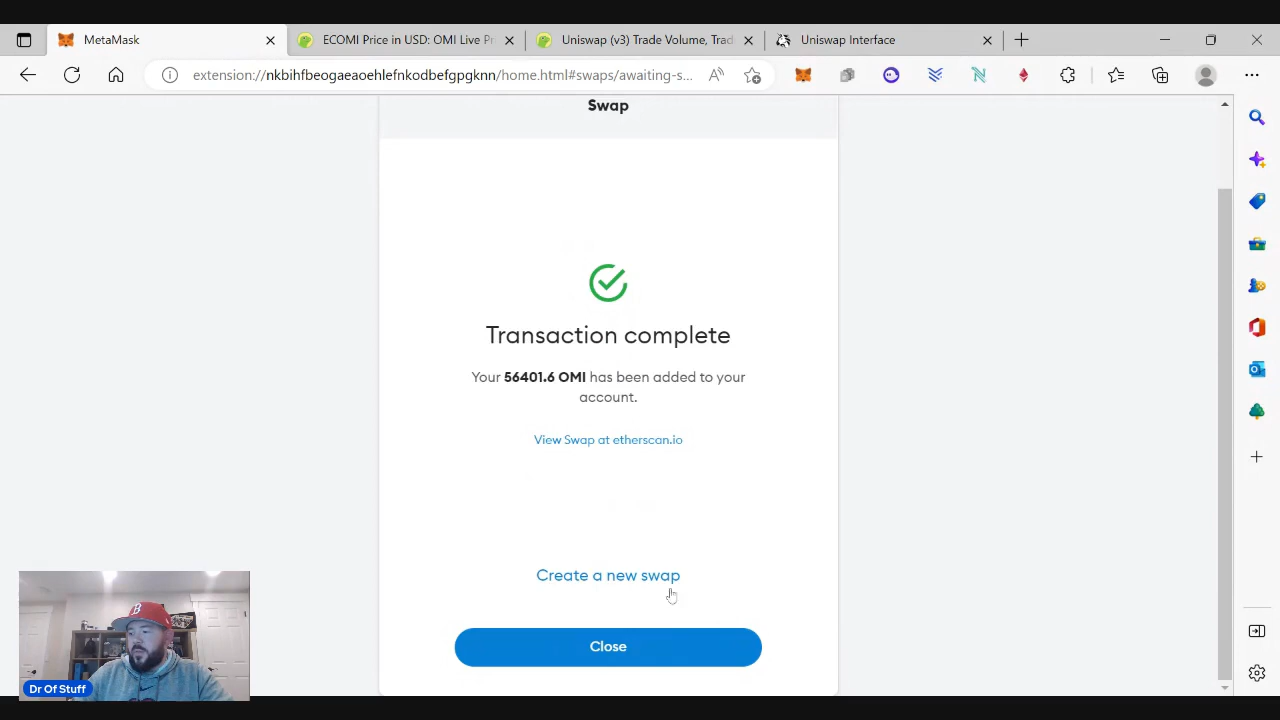 MetaMask
ECOMI Price in USD: OMI Live Pr
Uniswap (v3) Trade Volume, Trad
Uniswap Interface
extension://nkbihfbeogaeaoehlefnkodbefgpgknn/home.html#swaps/awaiting-s...
Swap
Transaction complete
Your 56401.6 OMI has been added to your
account.
View Swap at etherscan.io
Create a new swap
Close
Dr Of Stuff